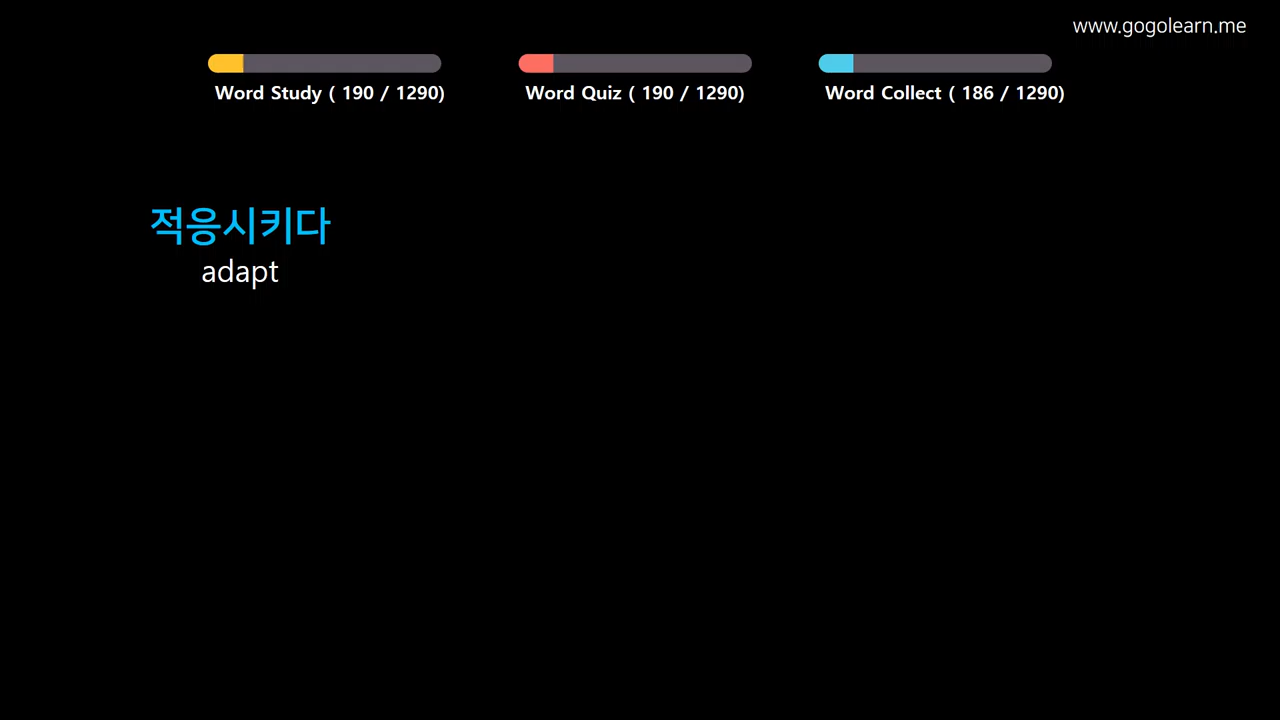 www.gogolearn.me
Word Study ( 190 / 1290)
Word Quiz ( 190 / 1290)
Word Collect ( 186 / 1290)
적응시키다
adapt